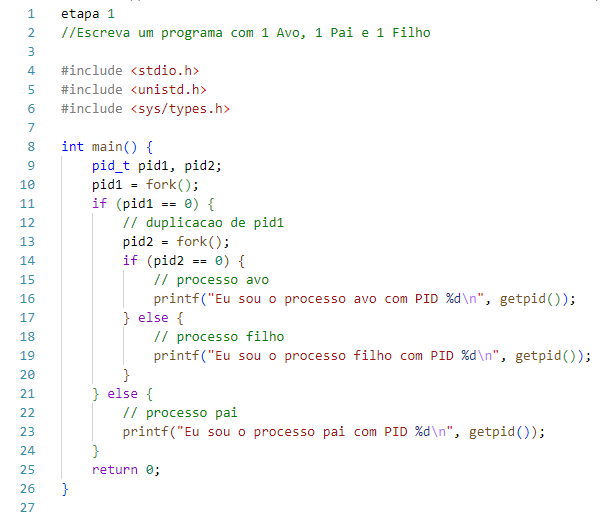 1 etapa 1
2 //Escreva um programa com 1 Avo, 1 Pai e 1 Filho
3
4 #include <stdio.h>
5 #include <unistd.h>
6 #include <sys/types.h>
7
8 int main() {
9 pid_t pid1, pid2;
10 pid1 = fork();
11 if (pid1 == 0) {
12 // duplicacao de pid1
13 pid2 = fork();
14 if (pid2 == 0) {
15 // processo avo
16 printf("Eu sou o processo avo com PID %d\n", getpid());
17 } else {
18 // processo filho
19 printf("Eu sou o processo filho com PID %d\n", getpid());
20 }
21 } else {
22 // processo pai
23 printf("Eu sou o processo pai com PID %d\n", getpid());
24 }
25 return 0;
26 }
27